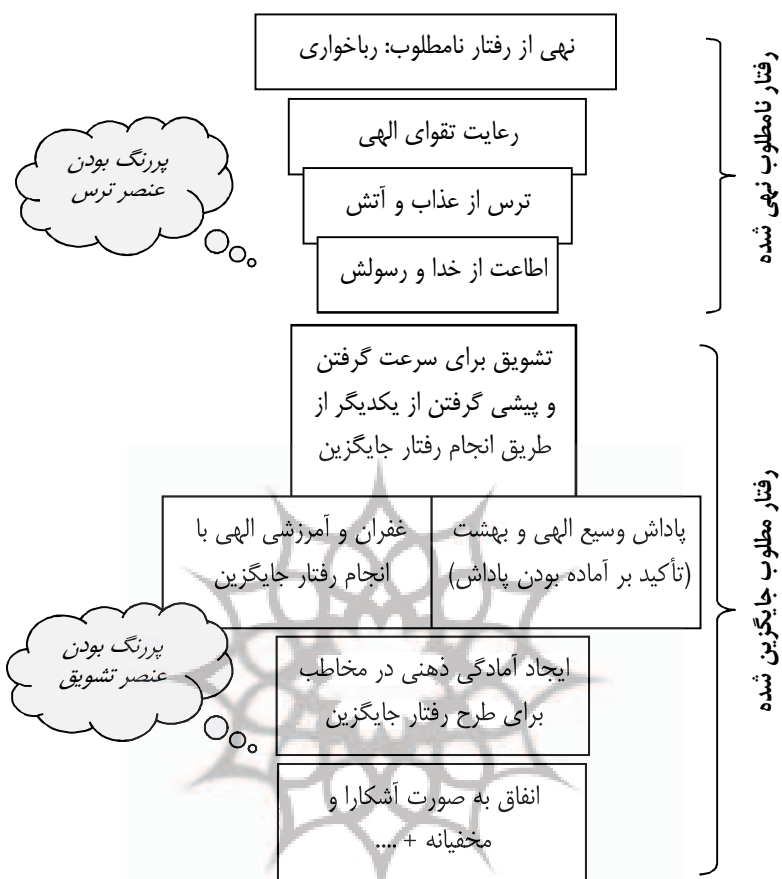 نهی از رفتار نامطلوب: رباخواری
رعایت تقوای الهی
ترس از عذاب و آتش
اطاعت از خدا و رسولش
پررنگ بودن
عنصر ترس
رفتار نامطلوب نهی شده
تشویق برای سرعت گرفتن
و پیشی گرفتن از یکدیگر از
طریق انجام رفتار جایگزین
پاداش وسیع الهی و بهشت
(تأکید بر آماده بودن پاداش)
غفران و آمرزشی الهی با
انجام رفتار جایگزین
ایجاد آمادگی ذهنی در مخاطب
برای طرح رفتار جایگزین
پررنگ بودن
عنصر تشویق
انفاق به صورت آشکارا و
مخفیانه + ....
رفتار مطلوب جایگزین شده